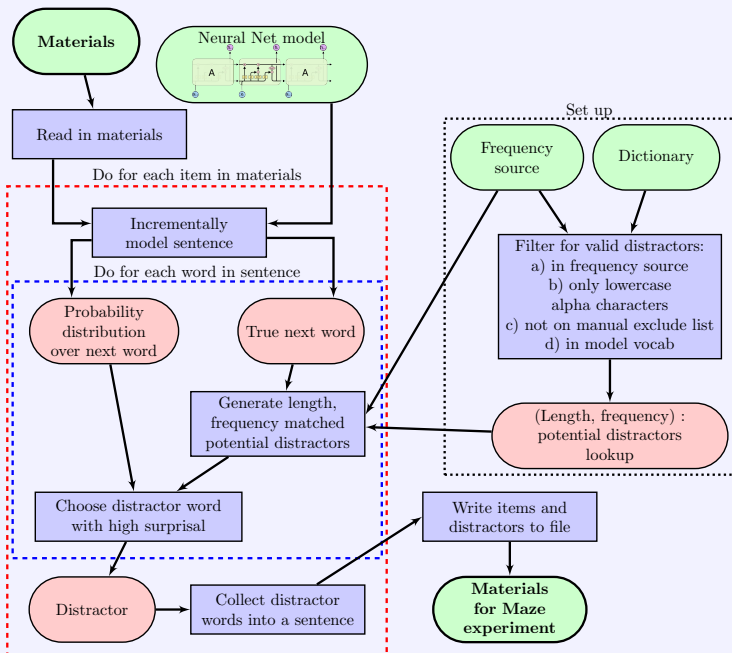 Materials
Neural Net model
A
A
Read in materials
Set up
Frequency
source
Dictionary
Do for each item in materials
Incrementally
model sentence
Filter for valid distractors:
a) in frequency source
b) only lowercase
alpha characters
c) not on manual exclude list
d) in model vocab
Do for each word in sentence
Probability
distribution
over next word
True next word
Generate length,
frequency matched
potential distractors
(Length, frequency) :
potential distractors
lookup
Choose distractor word
with high surprisal
Write items and
distractors to file
Distractor
Collect distractor
words into a sentence
Materials
for Maze
experiment